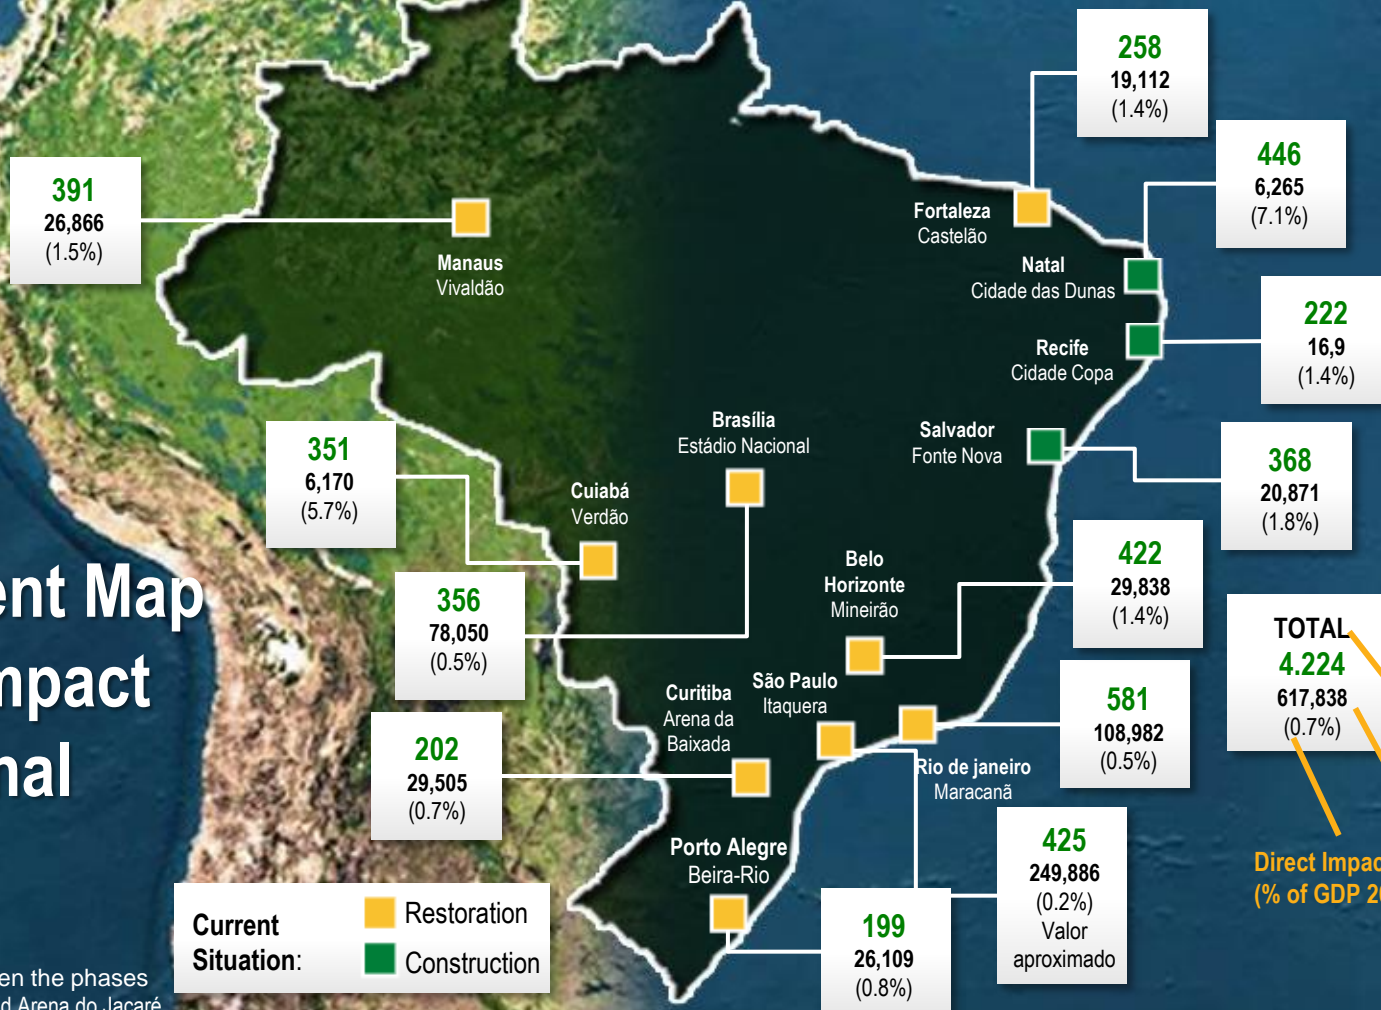 258
19,112
(1.4%)
446
6,265
(7.1%)
391
26,866
(1.5%)
Manaus
Vivaldão
Fortaleza
Castelão
Natal
Cidade das Dunas
222
16,9
(1.4%)
Recife
Cidade Copa
351
6,170
(5.7%)
Cuiabá
Verdão
Brasília
Estádio Nacional
Salvador
Fonte Nova
368
20,871
(1.8%)
422
29,838
(1.4%)
Belo
Horizonte
Mineirão
ent Map
mpact
nal
356
78,050
(0.5%)
TOTAL
4.224
617,838
(0.7%)
São Paulo
Itaquera
581
108,982
(0.5%)
Curitiba
Arena da
Baixada
202
29,505
(0.7%)
Rio de janeiro
Maracanã
Porto Alegre
Beira-Rio
425
249,886
(0.2%)
Valor
aproximado
Direct Impac
(% of GDP 20
199
26,109
(0.8%)
Current
Situation:
Restoration
Construction
en the phases
d Arena do Jacaré